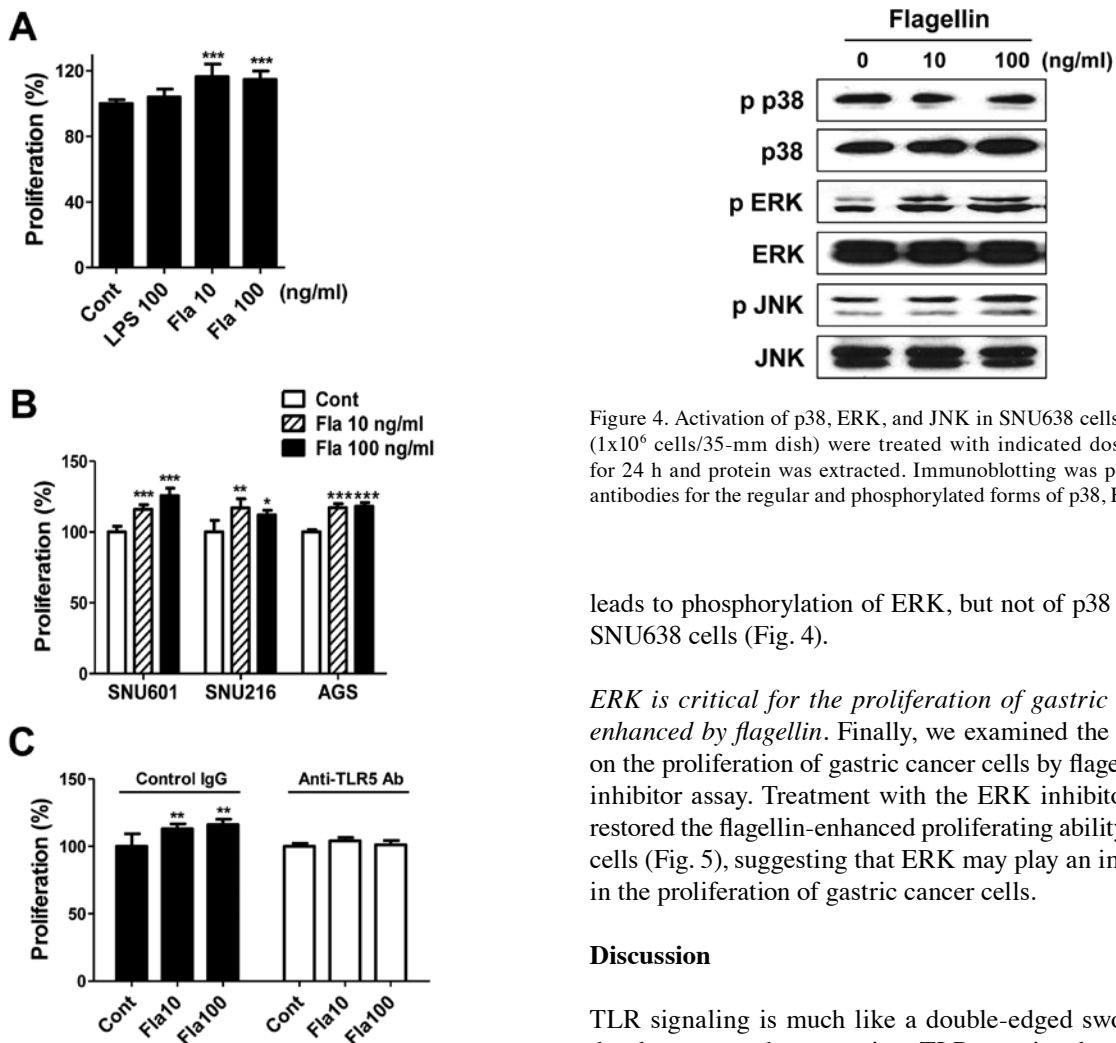 A
Proliferation (%)
120
80
40
0
***
***
Cont
LPS 100
Fla 10
Fla 100
(ng/ml)
B
Cont
Fla 10 ng/ml
Fla 100 ng/ml
Proliferation (%)
150
100
50
0
***
***
**
*
***
***
SNU601
SNU216
AGS
C
Proliferation (%)
150
100
50
0
Control IgG
Anti-TLR5 Ab
**
**
Cont
Fla10
Fla100
Cont
Fla10
Fla100
Flagellin
0 10 100 (ng/ml)
p p38
p38
p ERK
ERK
p JNK
JNK
Figure 4. Activation of p38, ERK, and JNK in SNU638 cells
(1x10⁶ cells/35-mm dish) were treated with indicated dos
for 24 h and protein was extracted. Immunoblotting was p
antibodies for the regular and phosphorylated forms of p38, E
leads to phosphorylation of ERK, but not of p38
SNU638 cells (Fig. 4).
ERK is critical for the proliferation of gastric
enhanced by flagellin. Finally, we examined the
on the proliferation of gastric cancer cells by flage
inhibitor assay. Treatment with the ERK inhibito
restored the flagellin-enhanced proliferating ability
cells (Fig. 5), suggesting that ERK may play an in
in the proliferation of gastric cancer cells.
Discussion
TLR signaling is much like a double-edged swo